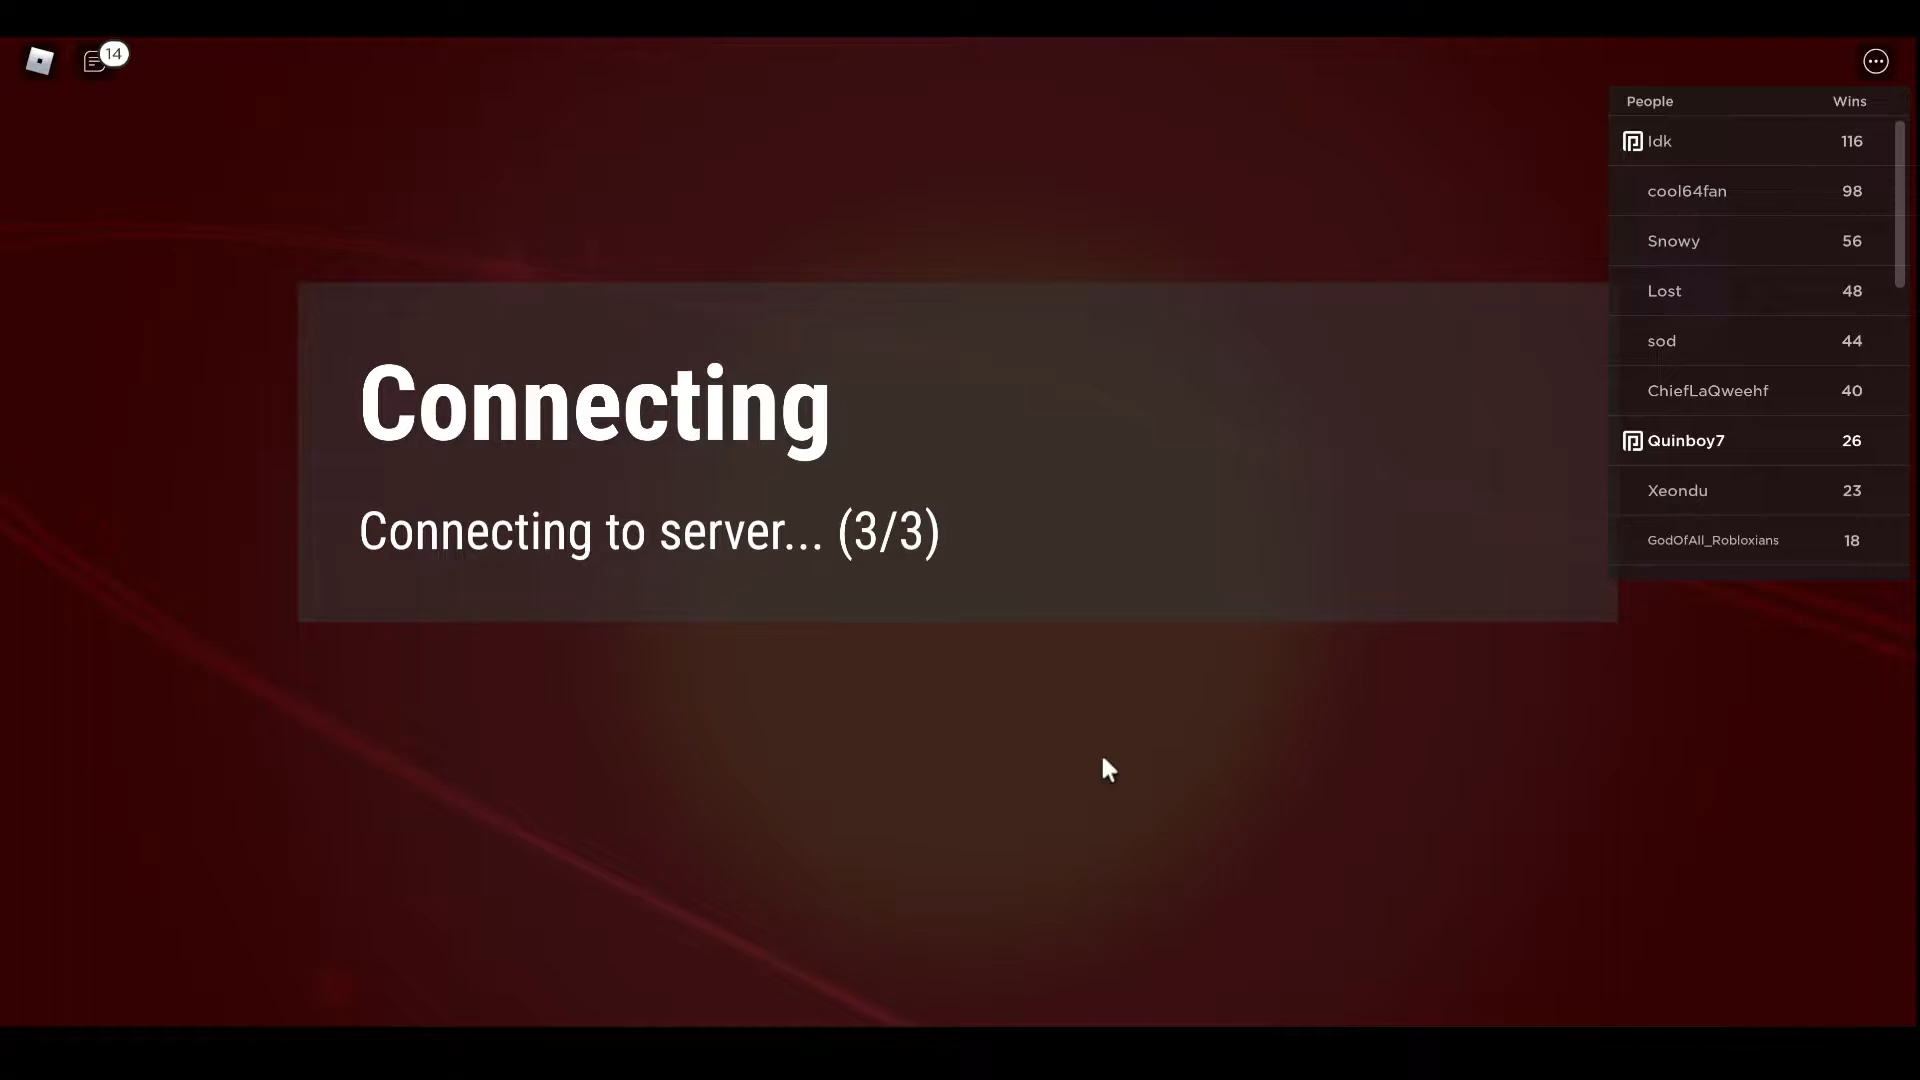 14
People Wins
Idk 116
cool64fan 98
Snowy 56
Lost 48
sod 44
ChiefLaQweehf 40
Quinboy7 26
Xeondu 23
GodOfAll_Robloxians 18
Connecting
Connecting to server... (3/3)